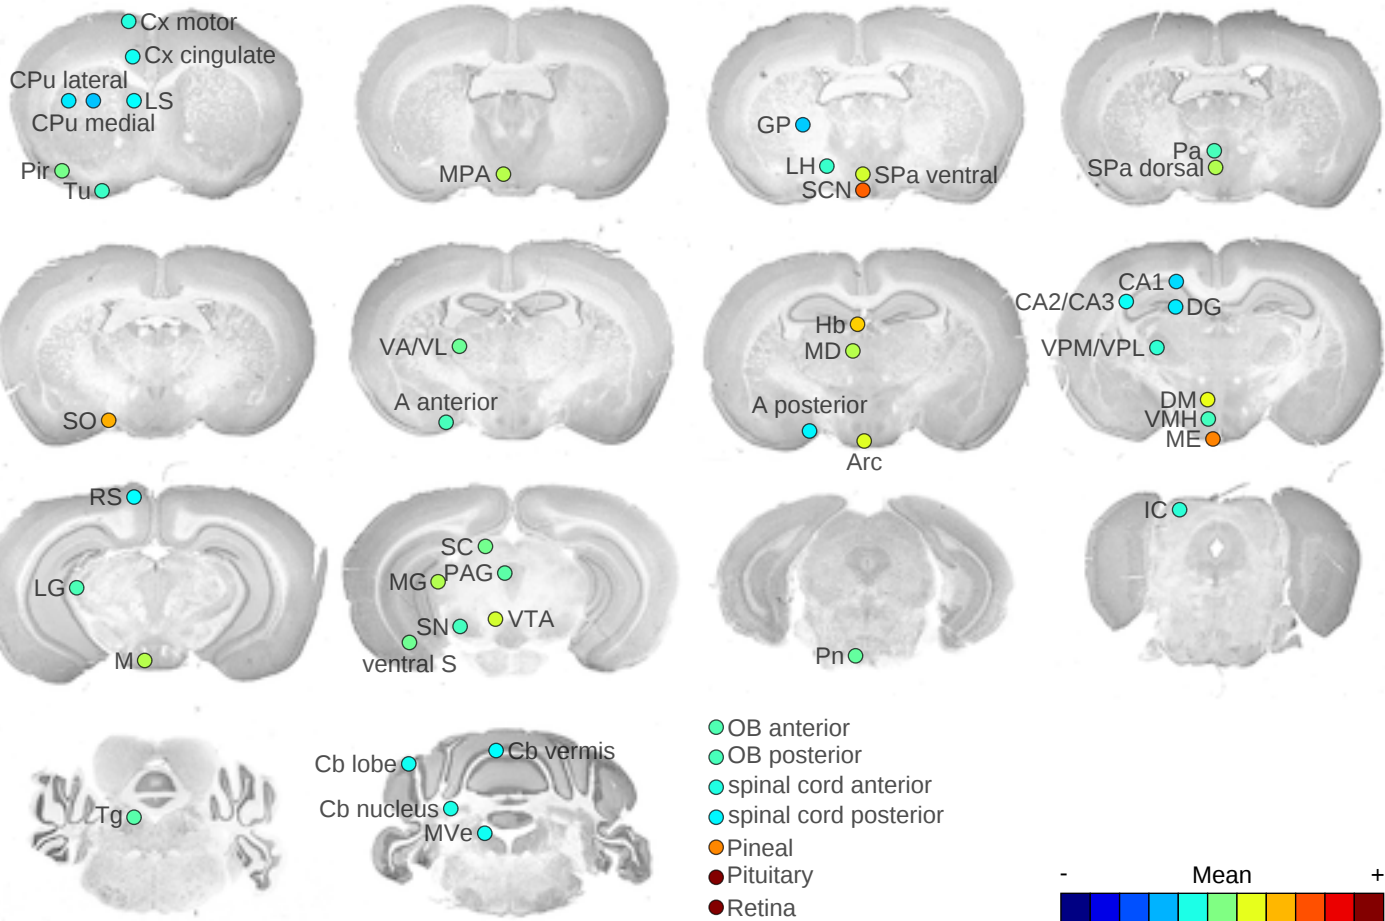 Cx motor
Cx cingulate
CPu lateral
LS
CPu medial
Pir
Tu
MPA
GP
LH
SPa ventral
SCN
Pa
SPa dorsal
SO
VA/VL
A anterior
Hb
MD
A posterior
Arc
CA1
CA2/CA3
DG
VPM/VPL
DM
VMH
ME
RS
LG
M
SC
MG
PAG
SN
VTA
ventral S
Pn
IC
Tg
Cb lobe
Cb vermis
Cb nucleus
MVe
OB anterior
OB posterior
spinal cord anterior
spinal cord posterior
Pineal
Pituitary
Retina
- Mean +